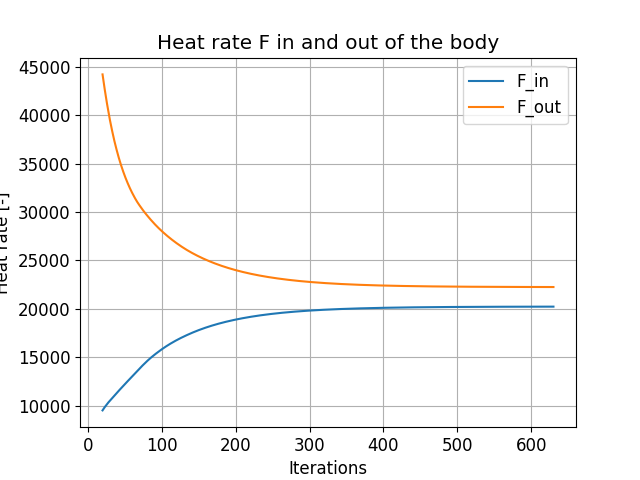 Heat rate F in and out of the body
45000
40000
35000
30000
25000
20000
15000
10000
Heat rate [-]
F_in
F_out
0 100 200 300 400 500 600
Iterations